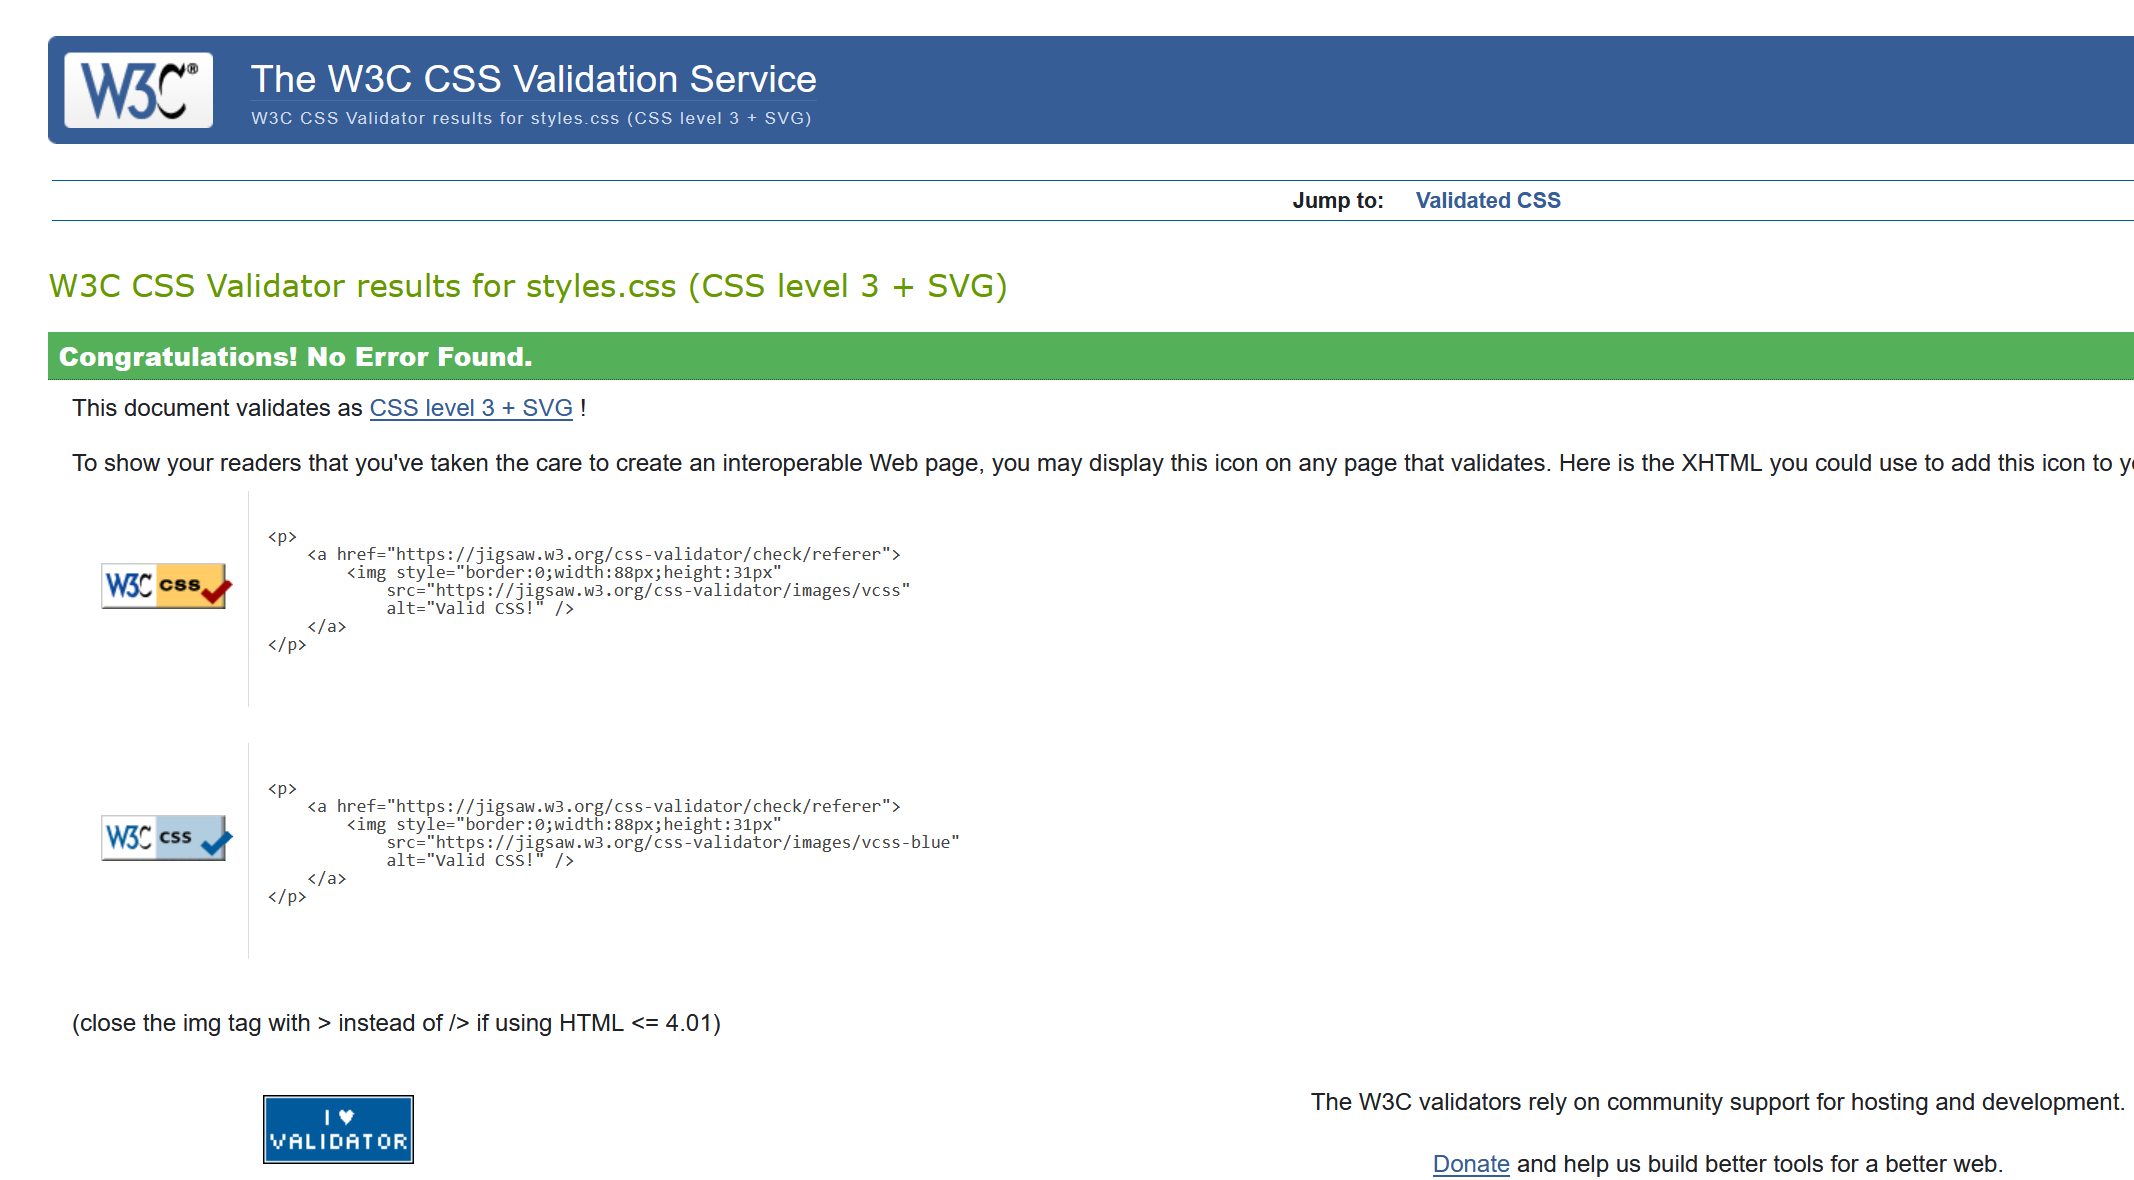 W3C®
The W3C CSS Validation Service
W3C CSS Validator results for styles.css (CSS level 3 + SVG)
Jump to: Validated CSS
W3C CSS Validator results for styles.css (CSS level 3 + SVG)
Congratulations! No Error Found.
This document validates as CSS level 3 + SVG !
To show your readers that you've taken the care to create an interoperable Web page, you may display this icon on any page that validates. Here is the XHTML you could use to add this icon to
W3C css
<p>
<a href="https://jigsaw.w3.org/css-validator/check/referer">
<img style="border:0;width:88px;height:31px"
src="https://jigsaw.w3.org/css-validator/images/vcss"
alt="Valid CSS!" />
</a>
</p>
W3C css
<p>
<a href="https://jigsaw.w3.org/css-validator/check/referer">
<img style="border:0;width:88px;height:31px"
src="https://jigsaw.w3.org/css-validator/images/vcss-blue"
alt="Valid CSS!" />
</a>
</p>
(close the img tag with > instead of /> if using HTML <= 4.01)
I ♥
VALIDATOR
The W3C validators rely on community support for hosting and development.
Donate and help us build better tools for a better web.